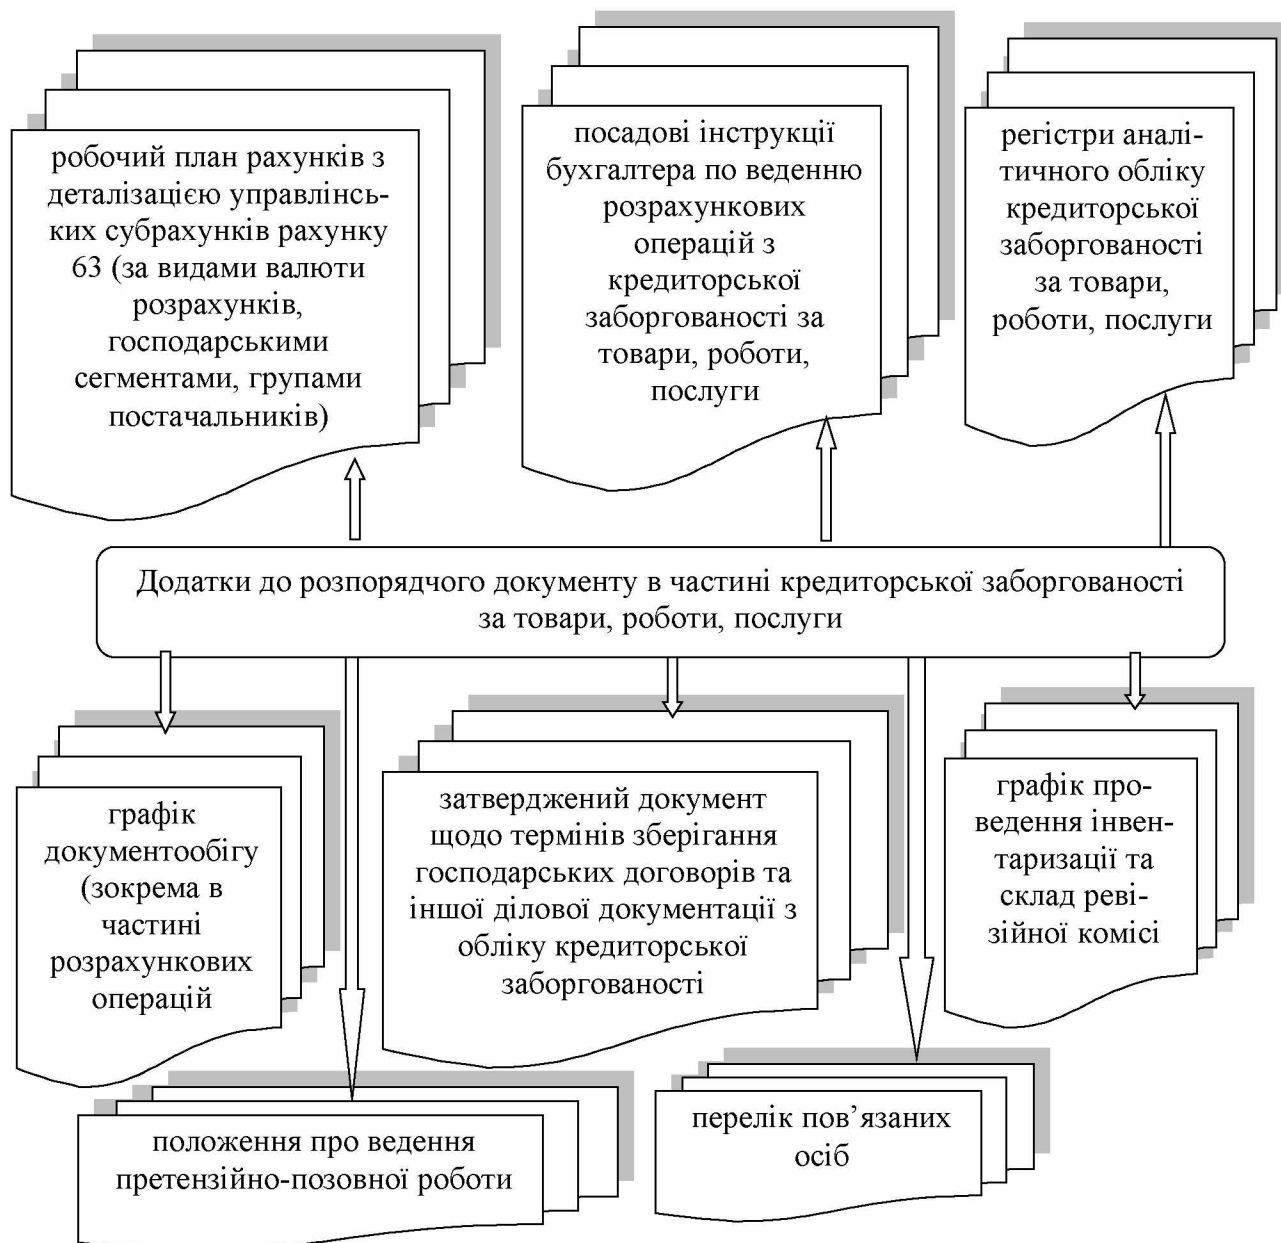 робочий план рахунків з
деталізацією управлінсь-
ких субрахунків рахунку
63 (за видами валюти
розрахунків,
господарськими
сегментами, групами
постачальників)
посадові інструкції
бухгалтера по веденню
розрахункових
операцій з
кредиторської
заборгованості за
товари, роботи,
послуги
регістри аналі-
тичного обліку
кредиторської
заборгованості
за товари,
роботи, послуги
Додатки до розпорядчого документу в частині кредиторської заборгованості
за товари, роботи, послуги
графік
документообігу
(зокрема в
частині
розрахункових
операцій
затверджений документ
щодо термінів зберігання
господарських договорів та
іншої ділової документації з
обліку кредиторської
заборгованості
графік про-
ведення інвен-
таризації та
склад реві-
зійної комісі
положення про ведення
претензійно-позовної роботи
перелік пов’язаних
осіб